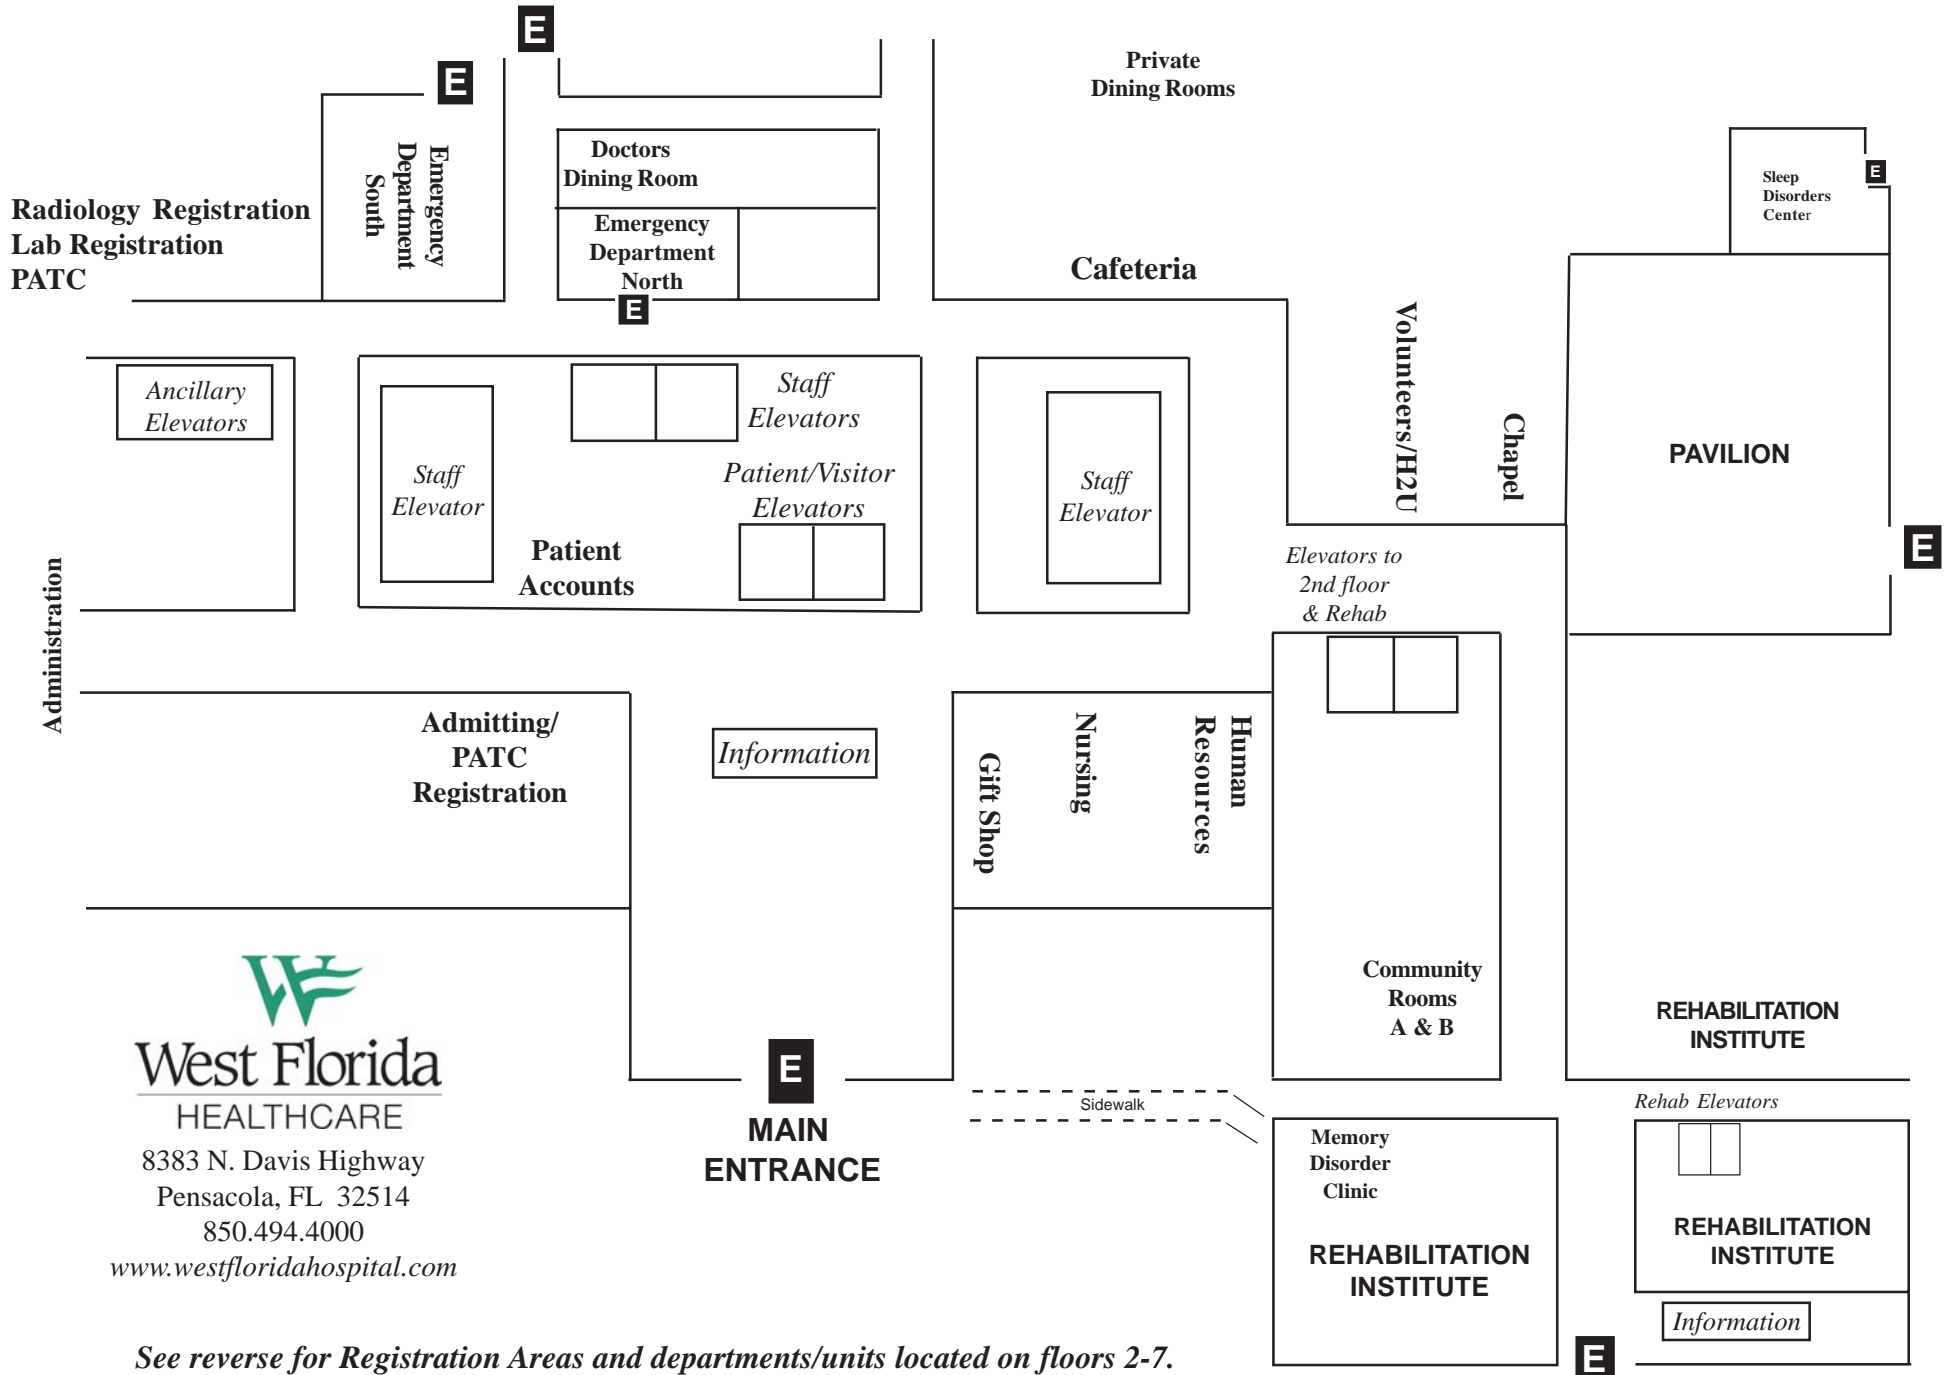 E
E
Private
Dining Rooms
Emergency
Department
South
Doctors
Dining Room
Sleep
Disorders
Center
E
Radiology Registration
Lab Registration
PATC
Emergency
Department
North
E
Cafeteria
Volunteers/H2U
Chapel
PAVILION
E
Ancillary
Elevators
Staff
Elevator
Staff
Elevators
Patient/Visitor
Elevators
Patient
Accounts
Staff
Elevator
Elevators to
2nd floor
& Rehab
Administration
Admitting/
PATC
Registration
Information
Gift Shop
Nursing
Human
Resources
Community
Rooms
A & B
REHABILITATION
INSTITUTE
West Florida
HEALTHCARE
8383 N. Davis Highway
Pensacola, FL 32514
850.494.4000
www.westfloridahospital.com
E
MAIN
ENTRANCE
Sidewalk
Memory
Disorder
Clinic
REHABILITATION
INSTITUTE
Rehab Elevators
REHABILITATION
INSTITUTE
Information
E
See reverse for Registration Areas and departments/units located on floors 2-7.